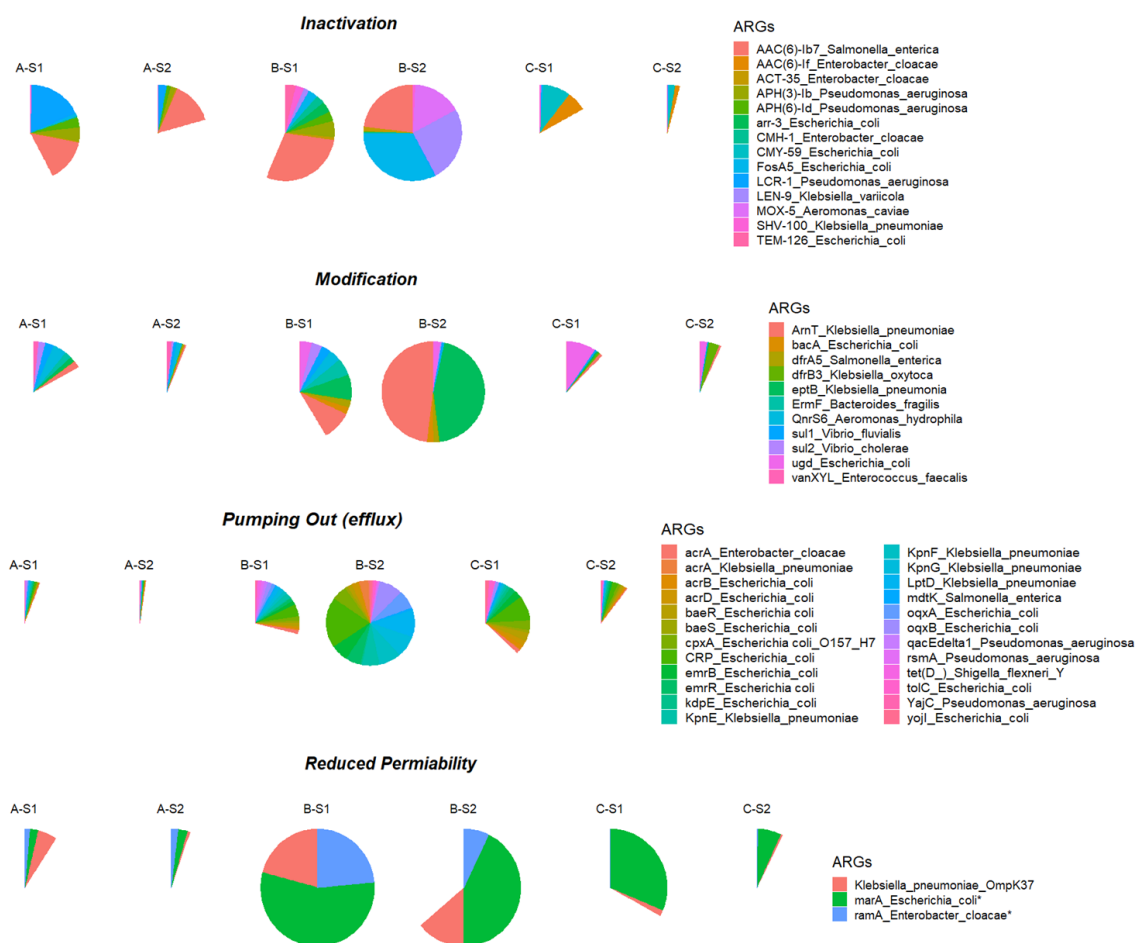 Inactivation
A-S1
A-S2
B-S1
B-S2
C-S1
C-S2
ARGs
AAC(6)-Ib7_Salmonella_enterica
AAC(6)-If_Enterobacter_cloacae
ACT-35_Enterobacter_cloacae
APH(3)-Ib_Pseudomonas_aeruginosa
APH(6)-Id_Pseudomonas_aeruginosa
arr-3_Escherichia_coli
CMH-1_Enterobacter_cloacae
CMY-59_Escherichia_coli
FosA5_Escherichia_coli
LCR-1_Pseudomonas_aeruginosa
LEN-9_Klebsiella_variicola
MOX-5_Aeromonas_caviae
SHV-100_Klebsiella_pneumoniae
TEM-126_Escherichia_coli
Modification
A-S1
A-S2
B-S1
B-S2
C-S1
C-S2
ARGs
ArnT_Klebsiella_pneumoniae
bacA_Escherichia_coli
dfrA5_Salmonella_enterica
dfrB3_Klebsiella_oxytoca
eptB_Klebsiella_pneumonia
ErmF_Bacteroides_fragilis
QnrS6_Aeromonas_hydrophila
sul1_Vibrio_fluvialis
sul2_Vibrio_cholerae
ugd_Escherichia_coli
vanXYL_Enterococcus_faecalis
Pumping Out (efflux)
A-S1
A-S2
B-S1
B-S2
C-S1
C-S2
ARGs
acrA_Enterobacter_cloacae
acrA_Klebsiella_pneumoniae
acrB_Escherichia_coli
acrD_Escherichia_coli
baeR_Escherichia_coli
baeS_Escherichia_coli
cpxA_Escherichia coli_O157_H7
CRP_Escherichia_coli
emrB_Escherichia coli
emrR_Escherichia coli
kdpE_Escherichia_coli
KpnE_Klebsiella_pneumoniae
KpnF_Klebsiella_pneumoniae
KpnG_Klebsiella_pneumoniae
LptD_Klebsiella_pneumoniae
mdtK_Salmonella_enterica
oqxA_Escherichia_coli
oqxB_Escherichia_coli
qacEdelta1_Pseudomonas_aeruginosa
rsmA_Pseudomonas_aeruginosa
tet(D_)_Shigella_flexneri_Y
tolC_Escherichia_coli
YajC_Pseudomonas_aeruginosa
yojI_Escherichia_coli
Reduced Permiability
A-S1
A-S2
B-S1
B-S2
C-S1
C-S2
ARGs
Klebsiella_pneumoniae_OmpK37
marA_Escherichia_coli*
ramA_Enterobacter_cloacae*